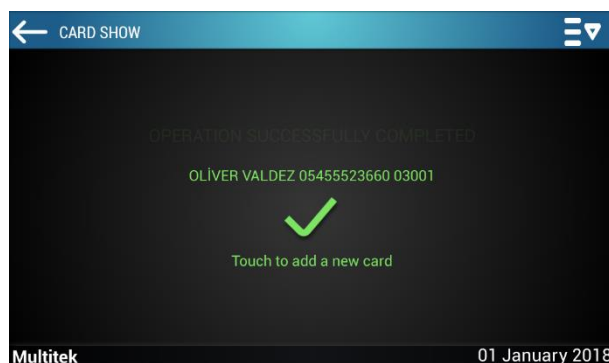 CARD SHOW
OPERATION SUCCESSFULLY COMPLETED
OLİVER VALDEZ 05455523660 03001
Touch to add a new card
Multitek 01 January 2018